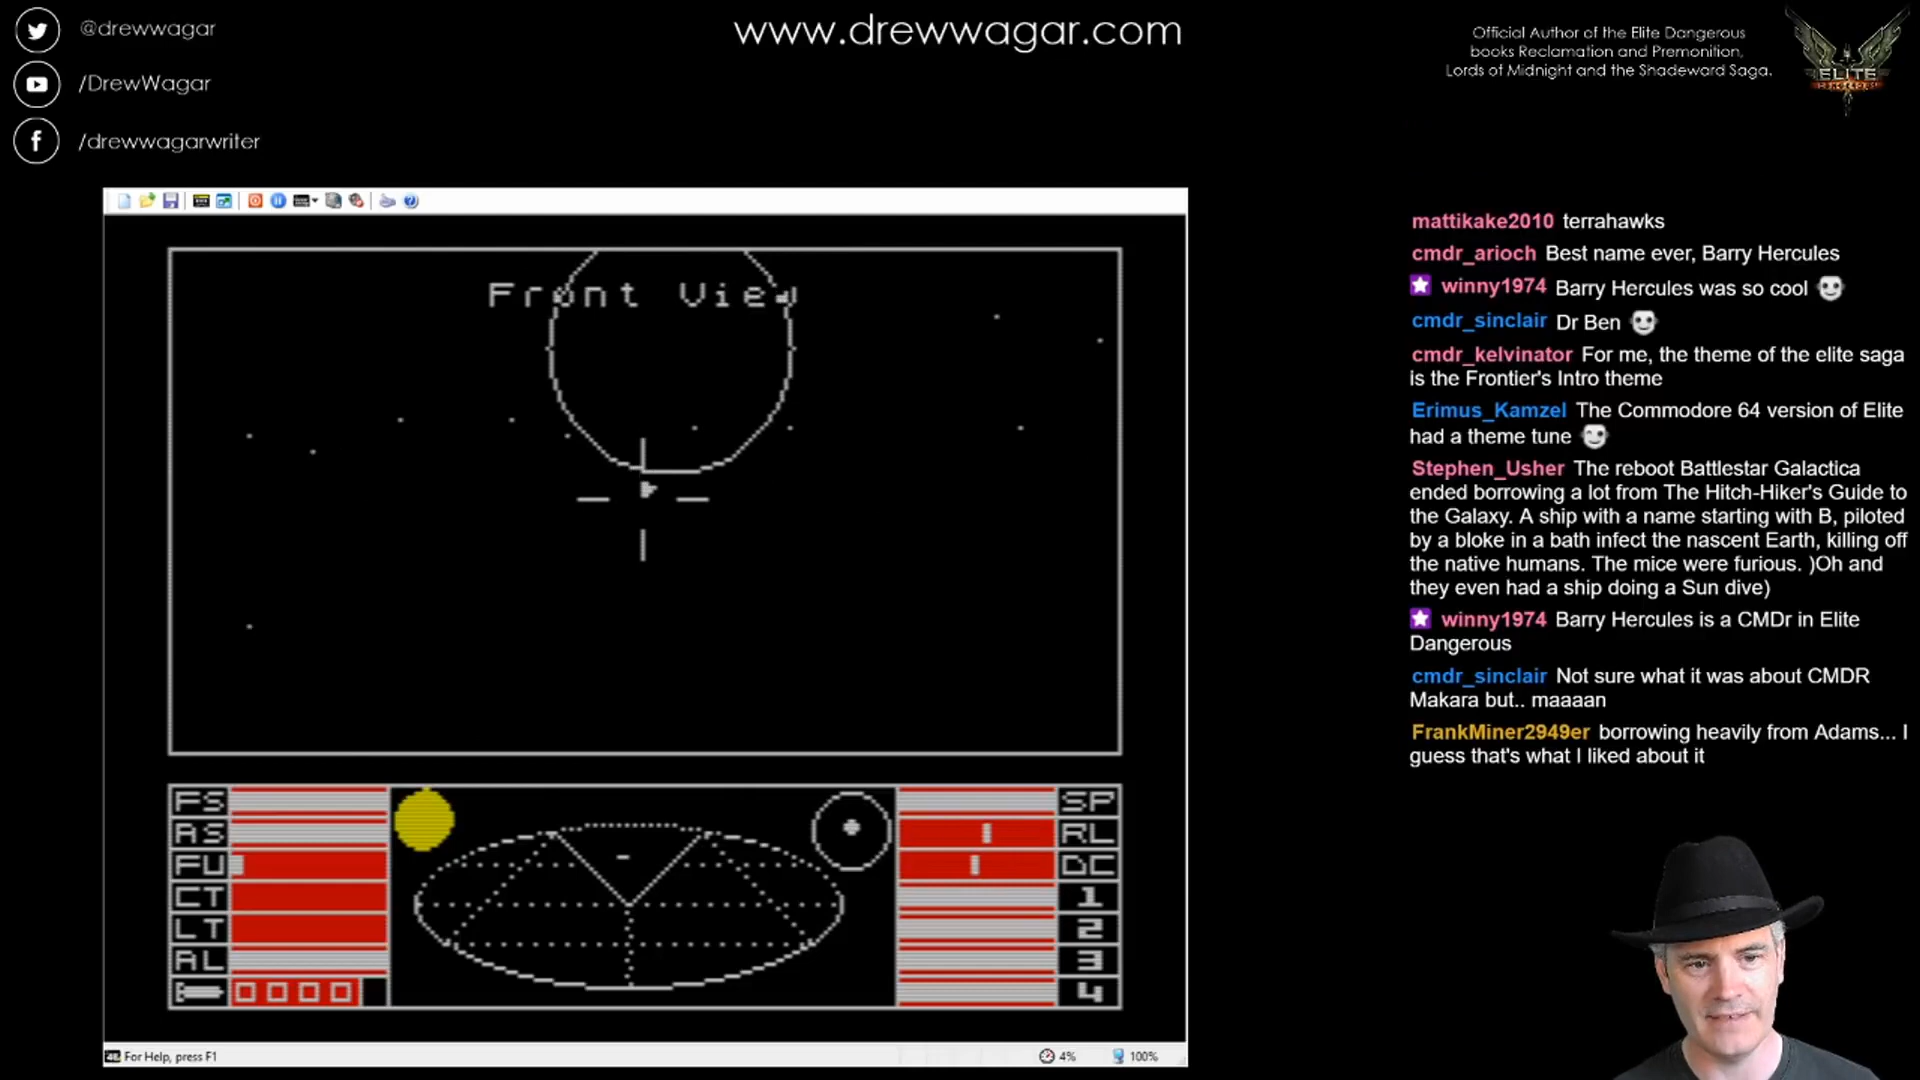 @drewwagar
/DrewWagar
/drewwagarwriter
www.drewwagar.com
Official Author of the Elite Dangerous
books Reclamation and Premonition,
Lords of Midnight and the Shadeward Saga.
ELITE
DANGEROUS
Front View
FS
AS
FU
CT
LT
AL
SP
RL
DC
1
2
3
4
For Help, press F1
4%
100%
mattikake2010 terrahawks
cmdr_arioch Best name ever, Barry Hercules
winny1974 Barry Hercules was so cool
cmdr_sinclair Dr Ben
cmdr_kelvinator For me, the theme of the elite saga
is the Frontier's Intro theme
Erimus_Kamzel The Commodore 64 version of Elite
had a theme tune
Stephen_Usher The reboot Battlestar Galactica
ended borrowing a lot from The Hitch-Hiker's Guide to
the Galaxy. A ship with a name starting with B, piloted
by a bloke in a bath infect the nascent Earth, killing off
the native humans. The mice were furious. )Oh and
they even had a ship doing a Sun dive)
winny1974 Barry Hercules is a CMDr in Elite
Dangerous
cmdr_sinclair Not sure what it was about CMDR
Makara but.. maaaan
FrankMiner2949er borrowing heavily from Adams... I
guess that's what I liked about it